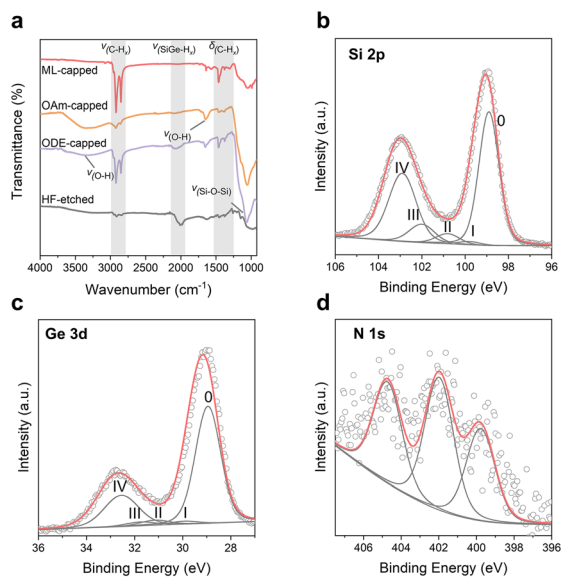 a
ν(C-Hx) ν(SiGe-Hx) δ(C-Hx)
ML-capped
OAm-capped
ν(O-H)
ODE-capped
ν(O-H)
ν(Si-O-Si)
HF-etched
Transmittance (%)
4000 3500 3000 2500 2000 1500 1000
Wavenumber (cm-1)
b
Si 2p
0
IV
III
II
I
Intensity (a.u.)
106 104 102 100 98 96
Binding Energy (eV)
c
Ge 3d
0
IV
III II I
Intensity (a.u.)
36 34 32 30 28
Binding Energy (eV)
d
N 1s
Intensity (a.u.)
406 404 402 400 398 396
Binding Energy (eV)